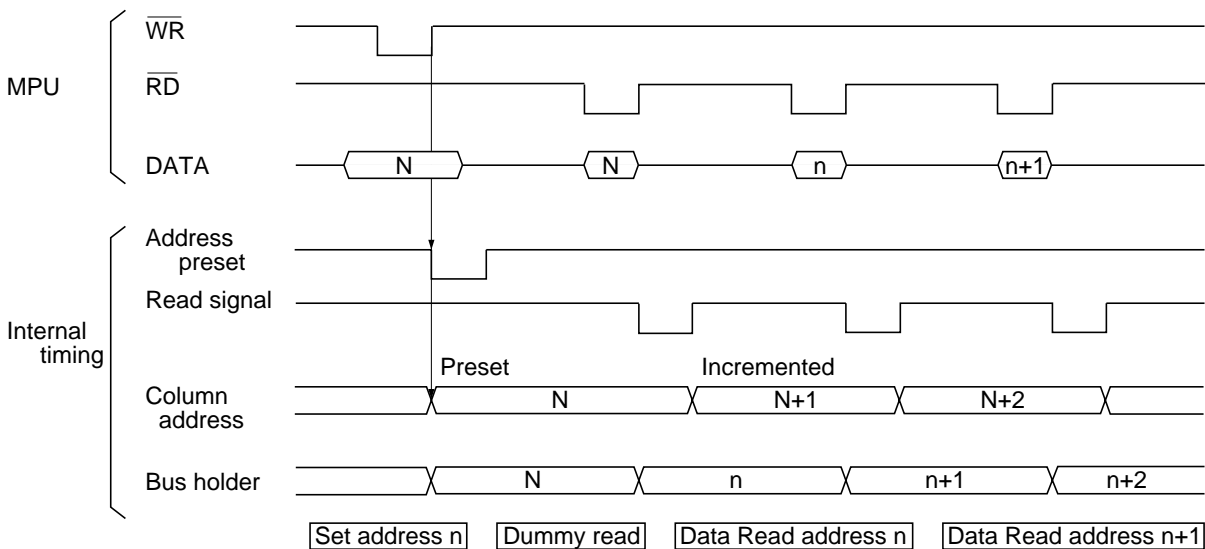 MPU
WR
RD
DATA
N
N
n
n+1
Internal
timing
Address
preset
Read signal
Preset
Incremented
Column
address
N
N+1
N+2
Bus holder
N
n
n+1
n+2
Set address n
Dummy read
Data Read address n
Data Read address n+1